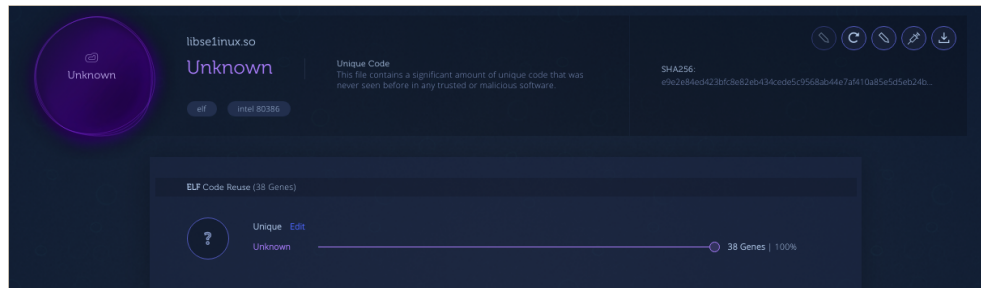 Unknown
libse1inux.so
Unknown
elf
intel 80386
Unique Code
This file contains a significant amount of unique code that was
never seen before in any trusted or malicious software.
SHA256:
e9e2e84ed423bfc8e82eb434cede5c9568ab44e7af410a85e5d5eb24b...
ELF Code Reuse (38 Genes)
?
Unique Edit
Unknown
38 Genes | 100%